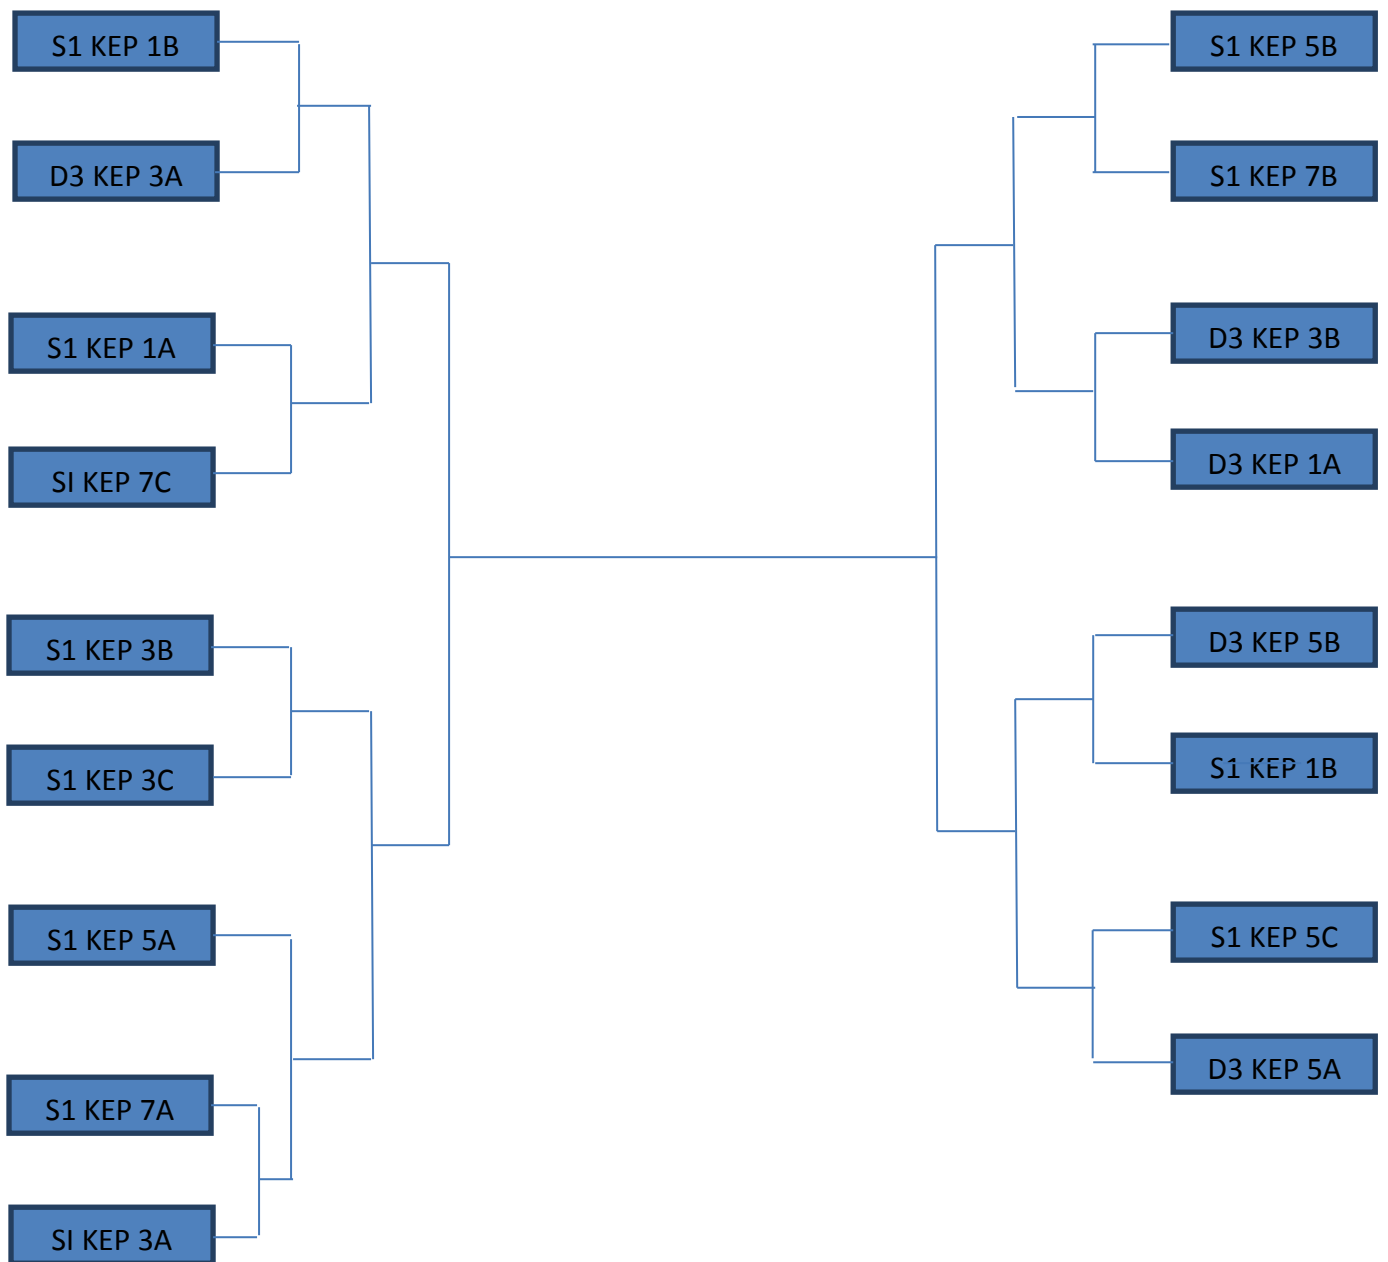 S1 KEP 1B
D3 KEP 3A
S1 KEP 1A
SI KEP 7C
S1 KEP 3B
S1 KEP 3C
S1 KEP 5A
S1 KEP 7A
SI KEP 3A
S1 KEP 5B
S1 KEP 7B
D3 KEP 3B
D3 KEP 1A
D3 KEP 5B
S1 KEP 1B
S1 KEP 5C
D3 KEP 5A